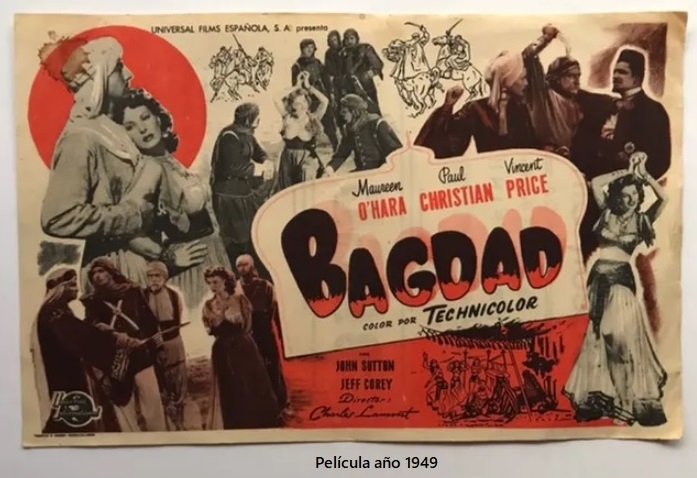 UNIVERSAL FILMS ESPAÑOLA, S. A. presenta
Maureen Paul Vincent
O'HARA CHRISTIAN PRICE
BAGDAD
COLOR POR TECHNICOLOR
CON
JOHN SUTTON
JEFF COREY
Director:
Charles Lamont
Película año 1949